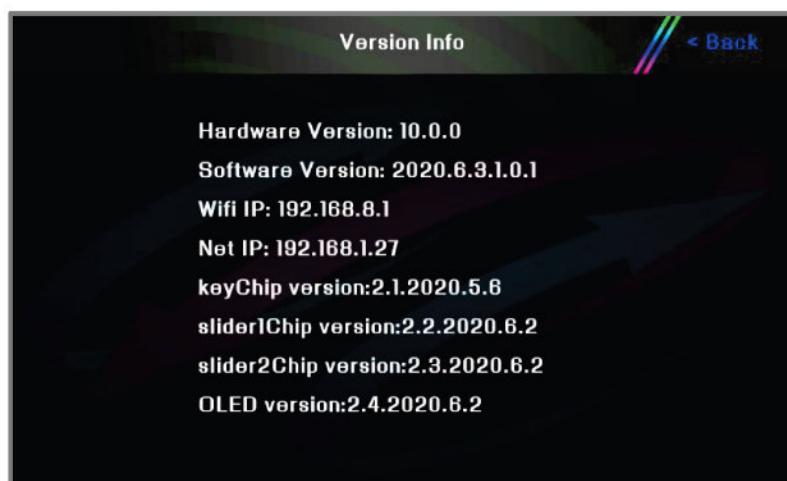 Version Info
< Back
Hardware Version: 10.0.0
Software Version: 2020.6.3.1.0.1
Wifi IP: 192.168.8.1
Net IP: 192.168.1.27
keyChip version:2.1.2020.5.6
slider1Chip version:2.2.2020.6.2
slider2Chip version:2.3.2020.6.2
OLED version:2.4.2020.6.2